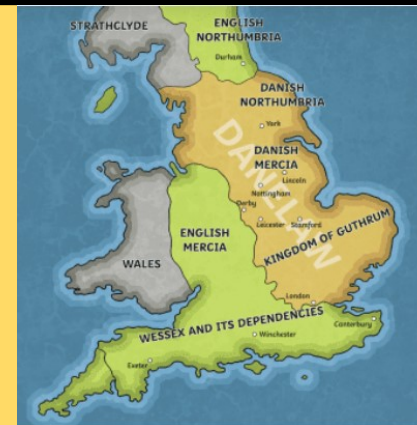 STRATHCLYDE
ENGLISH
NORTHUMBRIA
Durham
DANISH
NORTHUMBRIA
York
DANELAW
DANISH
MERCIA
Lincoln
Nottingham
Derby
Leicester
Stamford
KINGDOM OF GUTHRUM
ENGLISH
MERCIA
WALES
London
WESSEX AND ITS DEPENDENCIES
Canterbury
Winchester
Exeter